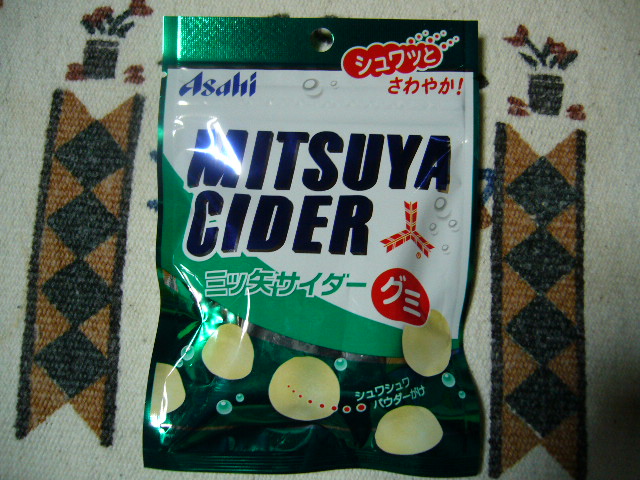 シュワッと
さわやか!
Asahi
MITSUYA
CIDER
三ツ矢サイダー
グミ
シュワシュワ
パウダーがけ